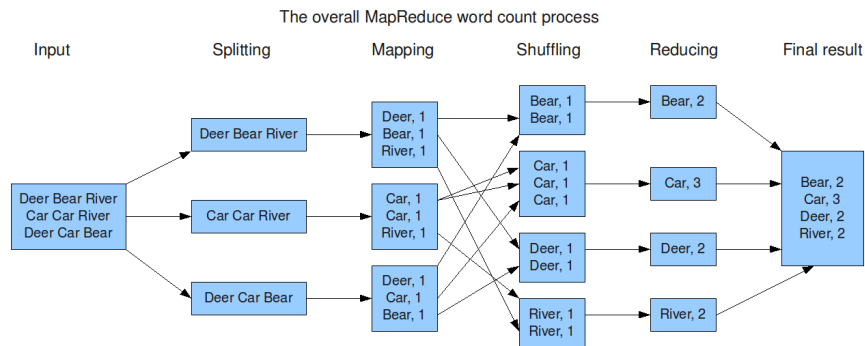 The overall MapReduce word count process
Input
Splitting
Mapping
Shuffling
Reducing
Final result
Deer Bear River
Car Car River
Deer Car Bear
Deer Bear River
Car Car River
Deer Car Bear
Deer, 1
Bear, 1
River, 1
Car, 1
Car, 1
River, 1
Deer, 1
Car, 1
Bear, 1
Bear, 1
Bear, 1
Car, 1
Car, 1
Car, 1
Deer, 1
Deer, 1
River, 1
River, 1
Bear, 2
Car, 3
Deer, 2
River, 2
Bear, 2
Car, 3
Deer, 2
River, 2